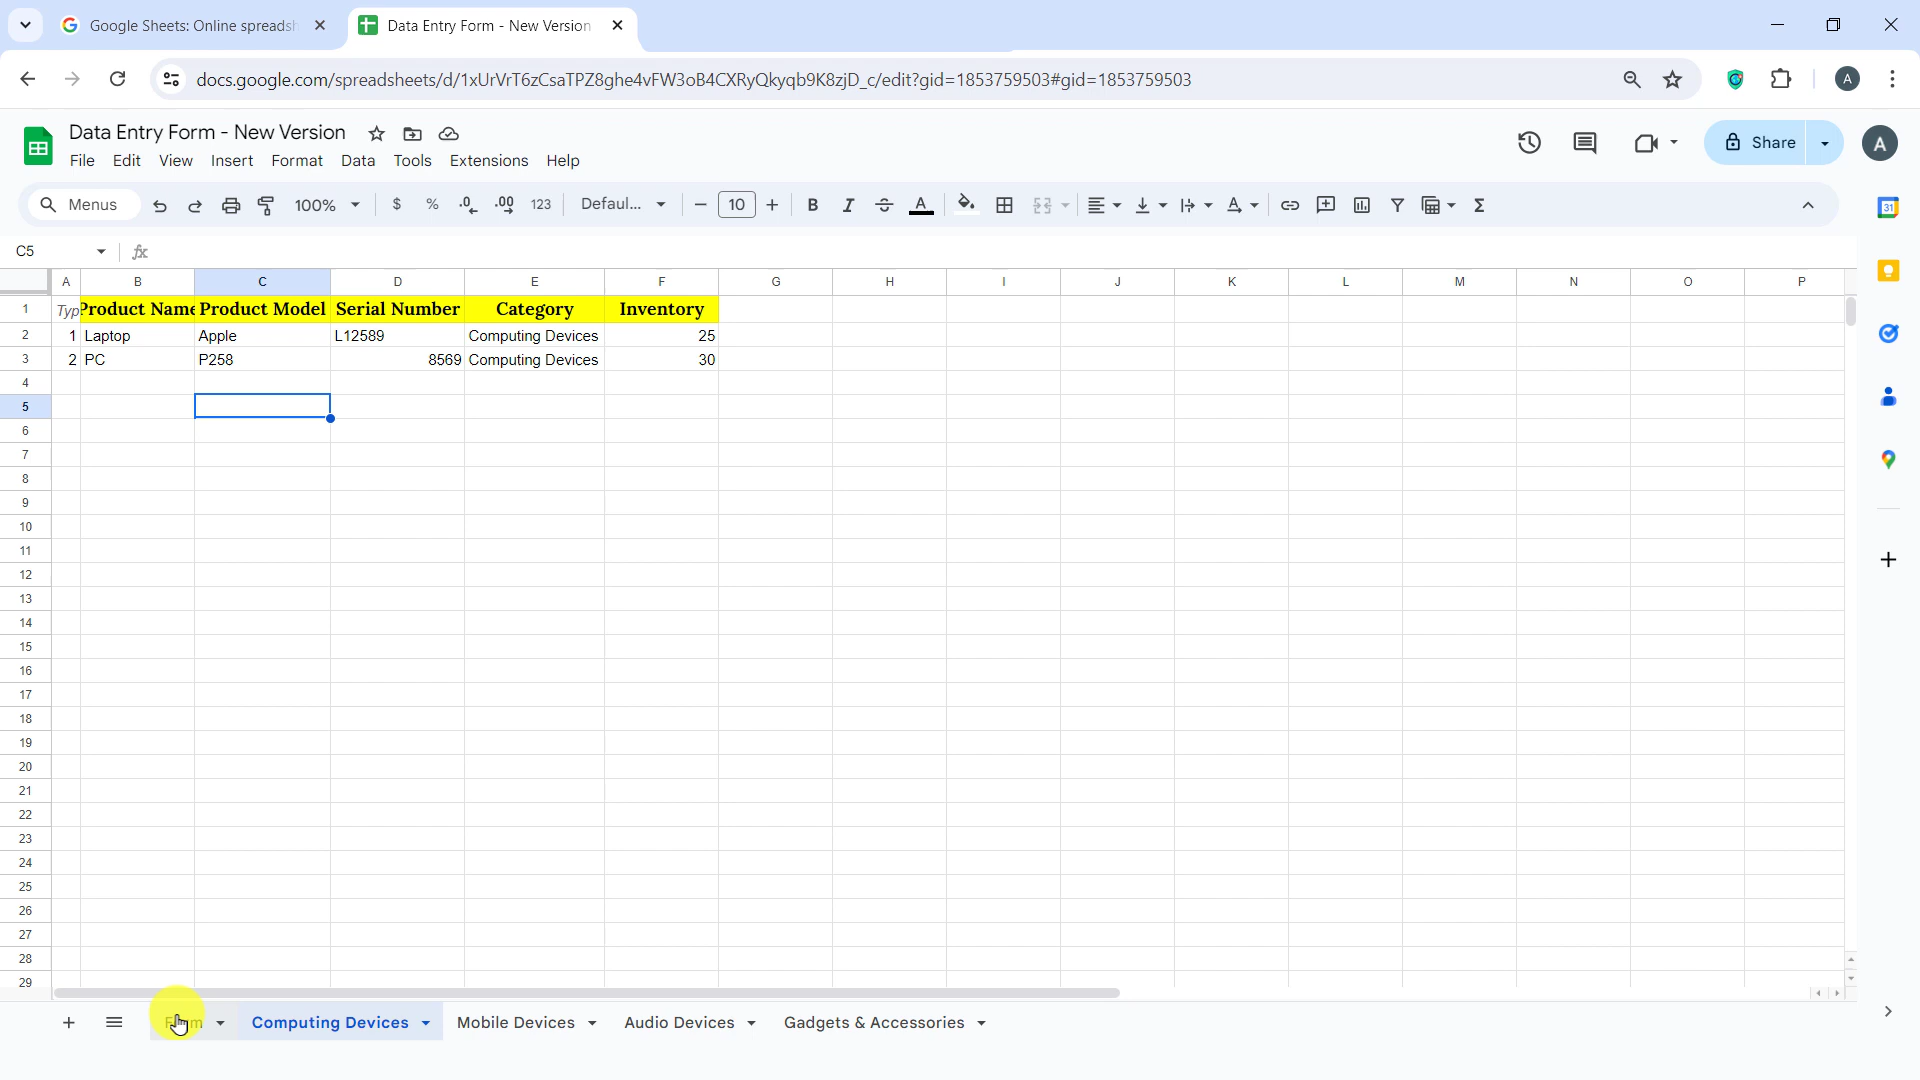 Google Sheets: Online spreadsh
Data Entry Form - New Version
docs.google.com/spreadsheets/d/1xUrVrT6zCsaTPZ8ghe4vFW3oB4CXRyQkyqb9K8zjD_c/edit?gid=1853759503#gid=1853759503
A
Data Entry Form - New Version
File Edit View Insert Format Data Tools Extensions Help
Share
A
Menus 100% $ % .0 .00 123 Defaul... 10 B I S A
31
C5 fx
A B C D E F G H I J K L M N O P
1 Typ Product Name Product Model Serial Number Category Inventory
2 1 Laptop Apple L12589 Computing Devices 25
3 2 PC P258 8569 Computing Devices 30
4
5
6
7
8
9
10
11
12
13
14
15
16
17
18
19
20
21
22
23
24
25
26
27
28
29
Computing Devices Mobile Devices Audio Devices Gadgets & Accessories